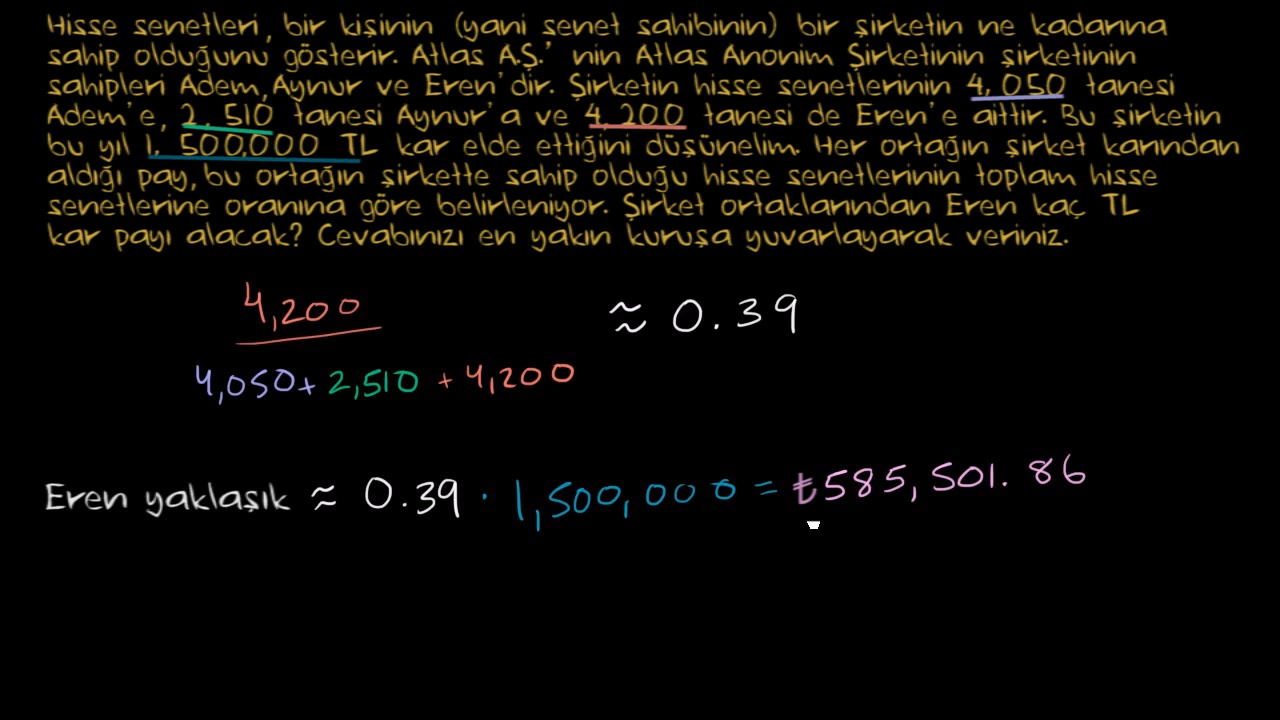 Hisse senetleri, bir kişinin (yani senet sahibinin) bir şirketin ne kadarına
sahip olduğunu gösterir. Atlas A.Ş.' nin Atlas Anonim Şirketinin şirketinin
sahipleri Adem, Aynur ve Eren'dir. Şirketin hisse senetlerinin 4, 050 tanesi
Adem'e, 2, 510 tanesi Aynur'a ve 4, 200 tanesi de Eren'e aittir. Bu şirketin
bu yıl 1, 500,000 TL kar elde ettiğini düşünelim. Her ortağın şirket karından
aldığı pay, bu ortağın şirkette sahip olduğu hisse senetlerinin toplam hisse
senetlerine oranına göre belirleniyor. Şirket ortaklarından Eren kaç TL
kar payı alacak? Cevabınızı en yakın kuruşa yuvarlayarak veriniz.
4,200 ≈ 0.39
4,050+ 2,510 + 4,200
Eren yaklaşık ≈ 0.39 · 1,500,000 = ₺585,501.86